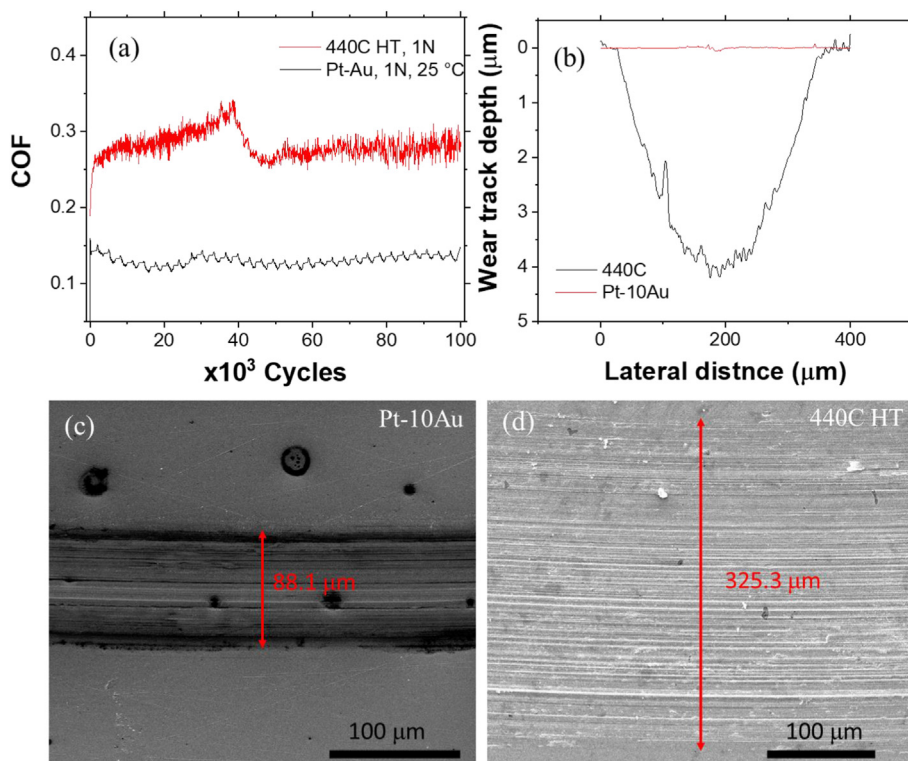 (a)
440C HT, 1N
Pt-Au, 1N, 25 °C
COF
0.4
0.3
0.2
0.1
0
20
40
60
80
100
x10³ Cycles
(b)
Wear track depth (μm)
0
1
2
3
4
5
440C
Pt-10Au
0
200
400
Lateral distnce (μm)
(c)
Pt-10Au
88.1 μm
100 μm
(d)
440C HT
325.3 μm
100 μm